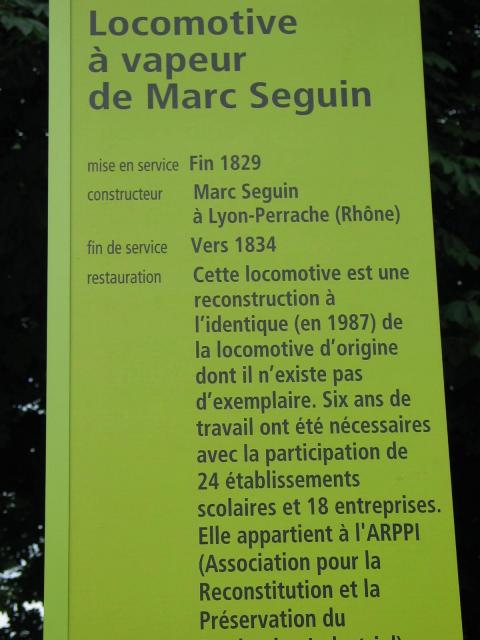 Locomotive
à vapeur
de Marc Seguin
mise en service Fin 1829
constructeur Marc Seguin
à Lyon-Perrache (Rhône)
fin de service Vers 1834
restauration Cette locomotive est une
reconstruction à
l'identique (en 1987) de
la locomotive d'origine
dont il n'existe pas
d'exemplaire. Six ans de
travail ont été nécessaires
avec la participation de
24 établissements
scolaires et 18 entreprises.
Elle appartient à l'ARPPI
(Association pour la
Reconstitution et la
Préservation du